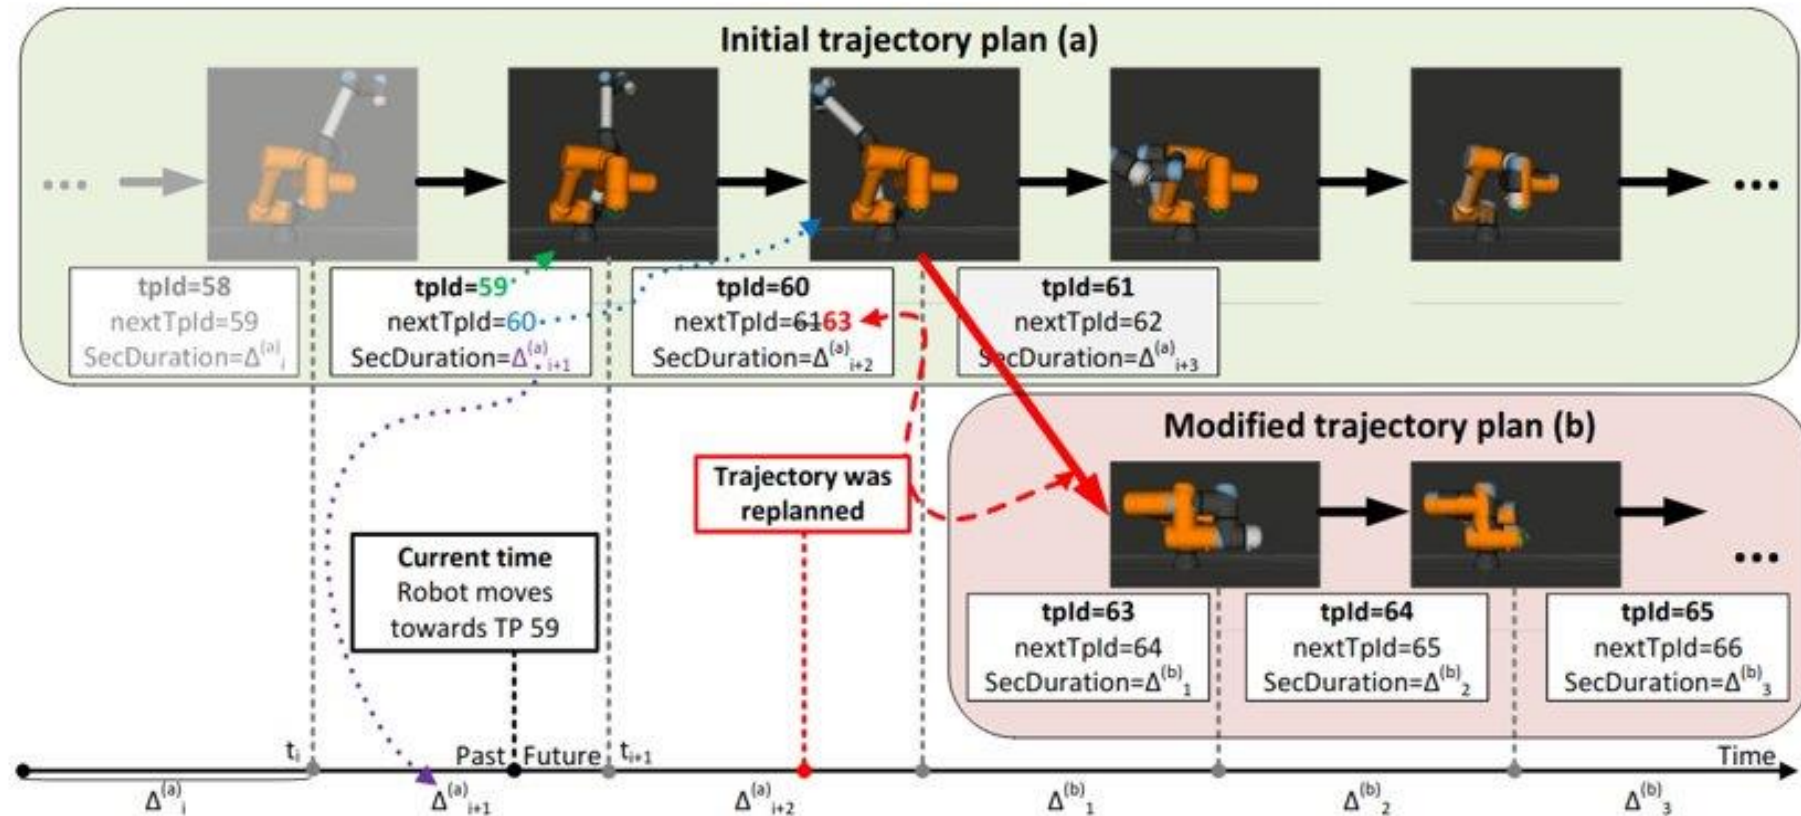 Initial trajectory plan (a)
...
...
tpId=58
nextTpId=59
SecDuration=Δ⁽ᵃ⁾ᵢ
tpId=59
nextTpId=60
SecDuration=Δ⁽ᵃ⁾ᵢ₊₁
tpId=60
nextTpId=6163
SecDuration=Δ⁽ᵃ⁾ᵢ₊₂
tpId=61
nextTpId=62
SecDuration=Δ⁽ᵃ⁾ᵢ₊₃
Modified trajectory plan (b)
Trajectory was
replanned
Current time
Robot moves
towards TP 59
...
tpId=63
nextTpId=64
SecDuration=Δ⁽ᵇ⁾₁
tpId=64
nextTpId=65
SecDuration=Δ⁽ᵇ⁾₂
tpId=65
nextTpId=66
SecDuration=Δ⁽ᵇ⁾₃
tᵢ
Past
Future
tᵢ₊₁
Time
Δ⁽ᵃ⁾ᵢ
Δ⁽ᵃ⁾ᵢ₊₁
Δ⁽ᵃ⁾ᵢ₊₂
Δ⁽ᵇ⁾₁
Δ⁽ᵇ⁾₂
Δ⁽ᵇ⁾₃